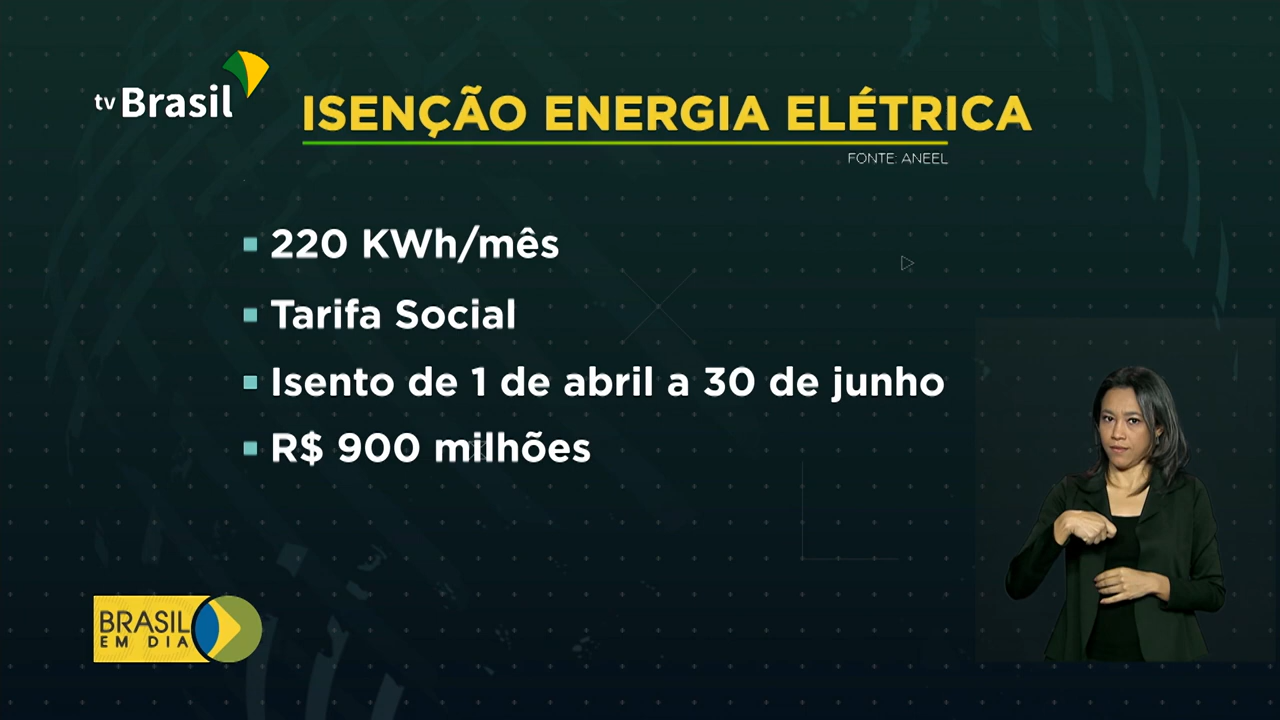 tv Brasil
ISENÇÃO ENERGIA ELÉTRICA
FONTE: ANEEL
220 KWh/mês
Tarifa Social
Isento de 1 de abril a 30 de junho
R$ 900 milhões
BRASIL
EM DIA